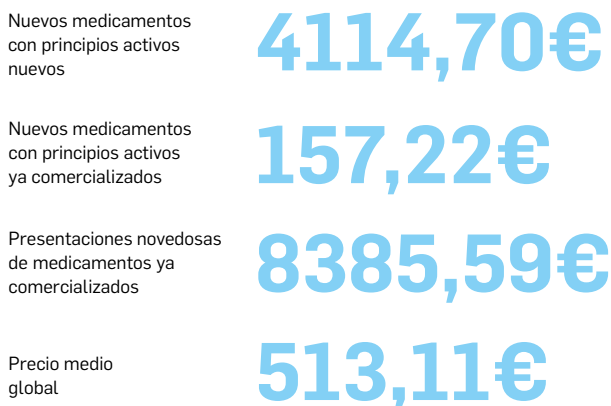 Nuevos medicamentos
con principios activos
nuevos
4114,70€
Nuevos medicamentos
con principios activos
ya comercializados
157,22€
Presentaciones novedosas
de medicamentos ya
comercializados
8385,59€
Precio medio
global
513,11€